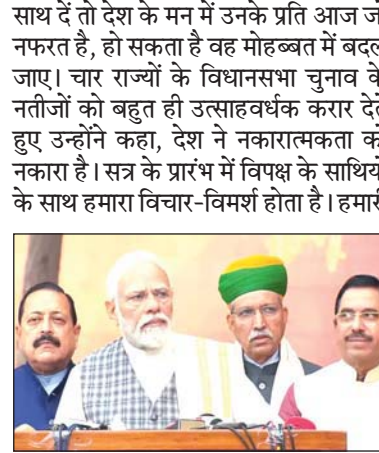 साथ दें तो देश के मन में उनके प्रति आज जो
नफरत है, हो सकता है वह मोहब्बत में बदल
जाए। चार राज्यों के विधानसभा चुनाव के
नतीजों को बहुत ही उत्साहवर्धक करार देते
हुए उन्होंने कहा, देश ने नकारात्मकता को
नकारा है। सत्र के प्रारंभ में विपक्ष के साथियों
के साथ हमारा विचार-विमर्श होता है। हमारी